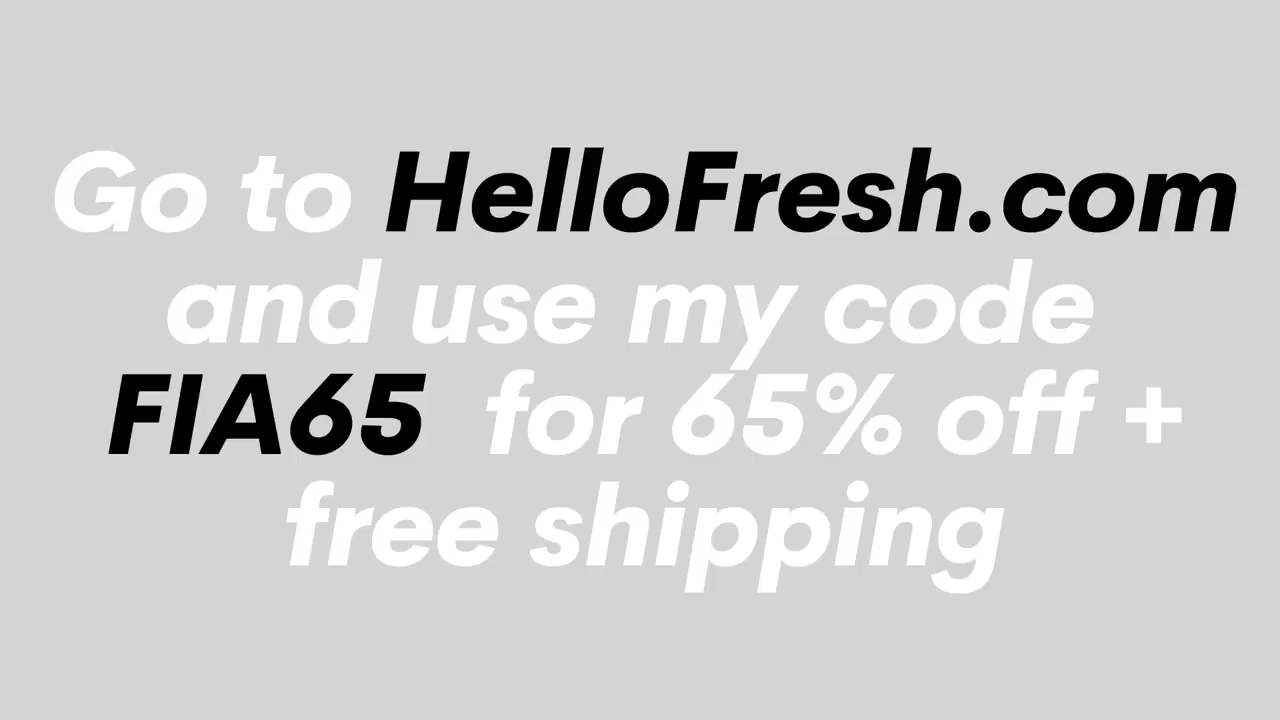 Go to HelloFresh.com
and use my code
FIA65 for 65% off +
free shipping